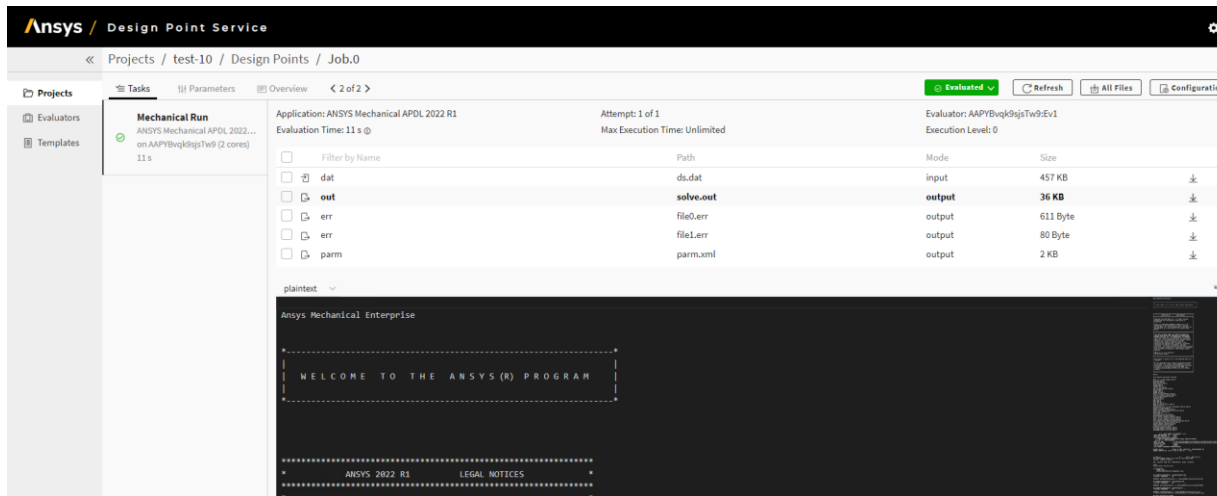 Ansys / Design Point Service
« Projects / test-10 / Design Points / Job.0
Projects
Evaluators
Templates
Tasks Parameters Overview < 2 of 2 > Evaluated Refresh All Files Configuratio
Mechanical Run
ANSYS Mechanical APDL 2022...
on AAPYBvqk9sjsTw9 (2 cores)
11 s
Application: ANSYS Mechanical APDL 2022 R1 Attempt: 1 of 1 Evaluator: AAPYBvqk9sjsTw9:Ev1
Evaluation Time: 11 s Max Execution Time: Unlimited Execution Level: 0
Filter by Name Path Mode Size
dat ds.dat input 457 KB
out solve.out output 36 KB
err file0.err output 611 Byte
err file1.err output 80 Byte
parm parm.xml output 2 KB
plaintext
Ansys Mechanical Enterprise
*------------------------------------------------------------------*
| |
| W E L C O M E T O T H E A N S Y S (R) P R O G R A M |
| |
*------------------------------------------------------------------*
***************************************************************
* ANSYS 2022 R1 LEGAL NOTICES *
***************************************************************